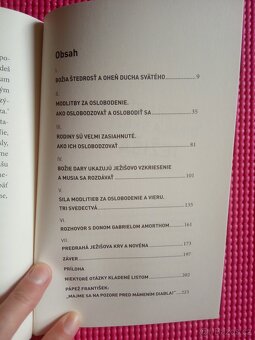 Obsah
I.
BOŽIA ŠTEDROSŤ A OHEŇ DUCHA SVÄTÉHO 9
II.
MODLITBY ZA OSLOBODENIE.
AKO OSLOBODZOVAŤ A OSLOBODIŤ SA 35
III.
RODINY SÚ VEĽMI ZASIAHNUTÉ.
AKO ICH OSLOBODZOVAŤ 81
IV.
BOŽIE DARY UKAZUJÚ JEŽIŠOVO VZKRIESENIE
A MUSIA SA ROZDÁVAŤ 101
V.
SILA MODLITIEB ZA OSLOBODENIE A VIERU.
TRI SVEDECTVÁ 135
VI.
ROZHOVOR S DONOM GABRIELOM AMORTHOM 161
VII.
PREDRAHÁ JEŽIŠOVA KRV A NOVÉNA 173
ZÁVER 187
PRÍLOHA
NIEKTORÉ OTÁZKY KLADENÉ LISTOM 197
PÁPEŽ FRANTIŠEK:
„MAJME SA NA POZORE PRED MÁMENÍM DIABLA!" 225